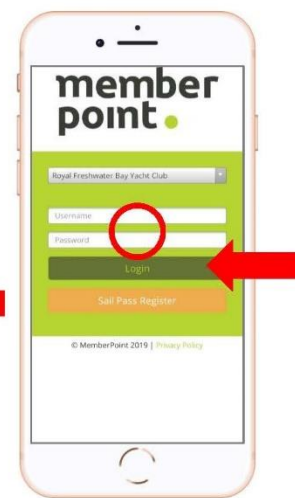 member
point
Royal Freshwater Bay Yacht Club
Username
Password
Login
Sail Pass Register
© MemberPoint 2019 | Privacy Policy